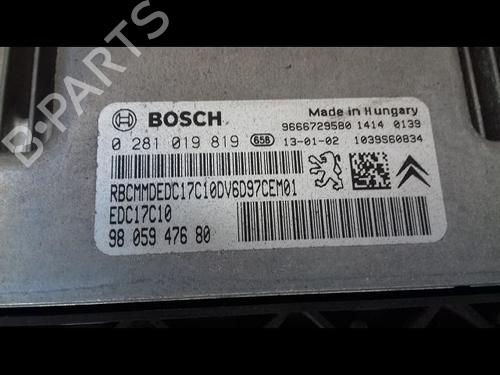 BOSCH
Made in Hungary
9666729580 1414 0139
0 281 019 819 65B 13-01-02 1039S60834
RBCMMDEDC17C10DV6D97CEM01
EDC17C10
98 059 476 80
B-PARTS